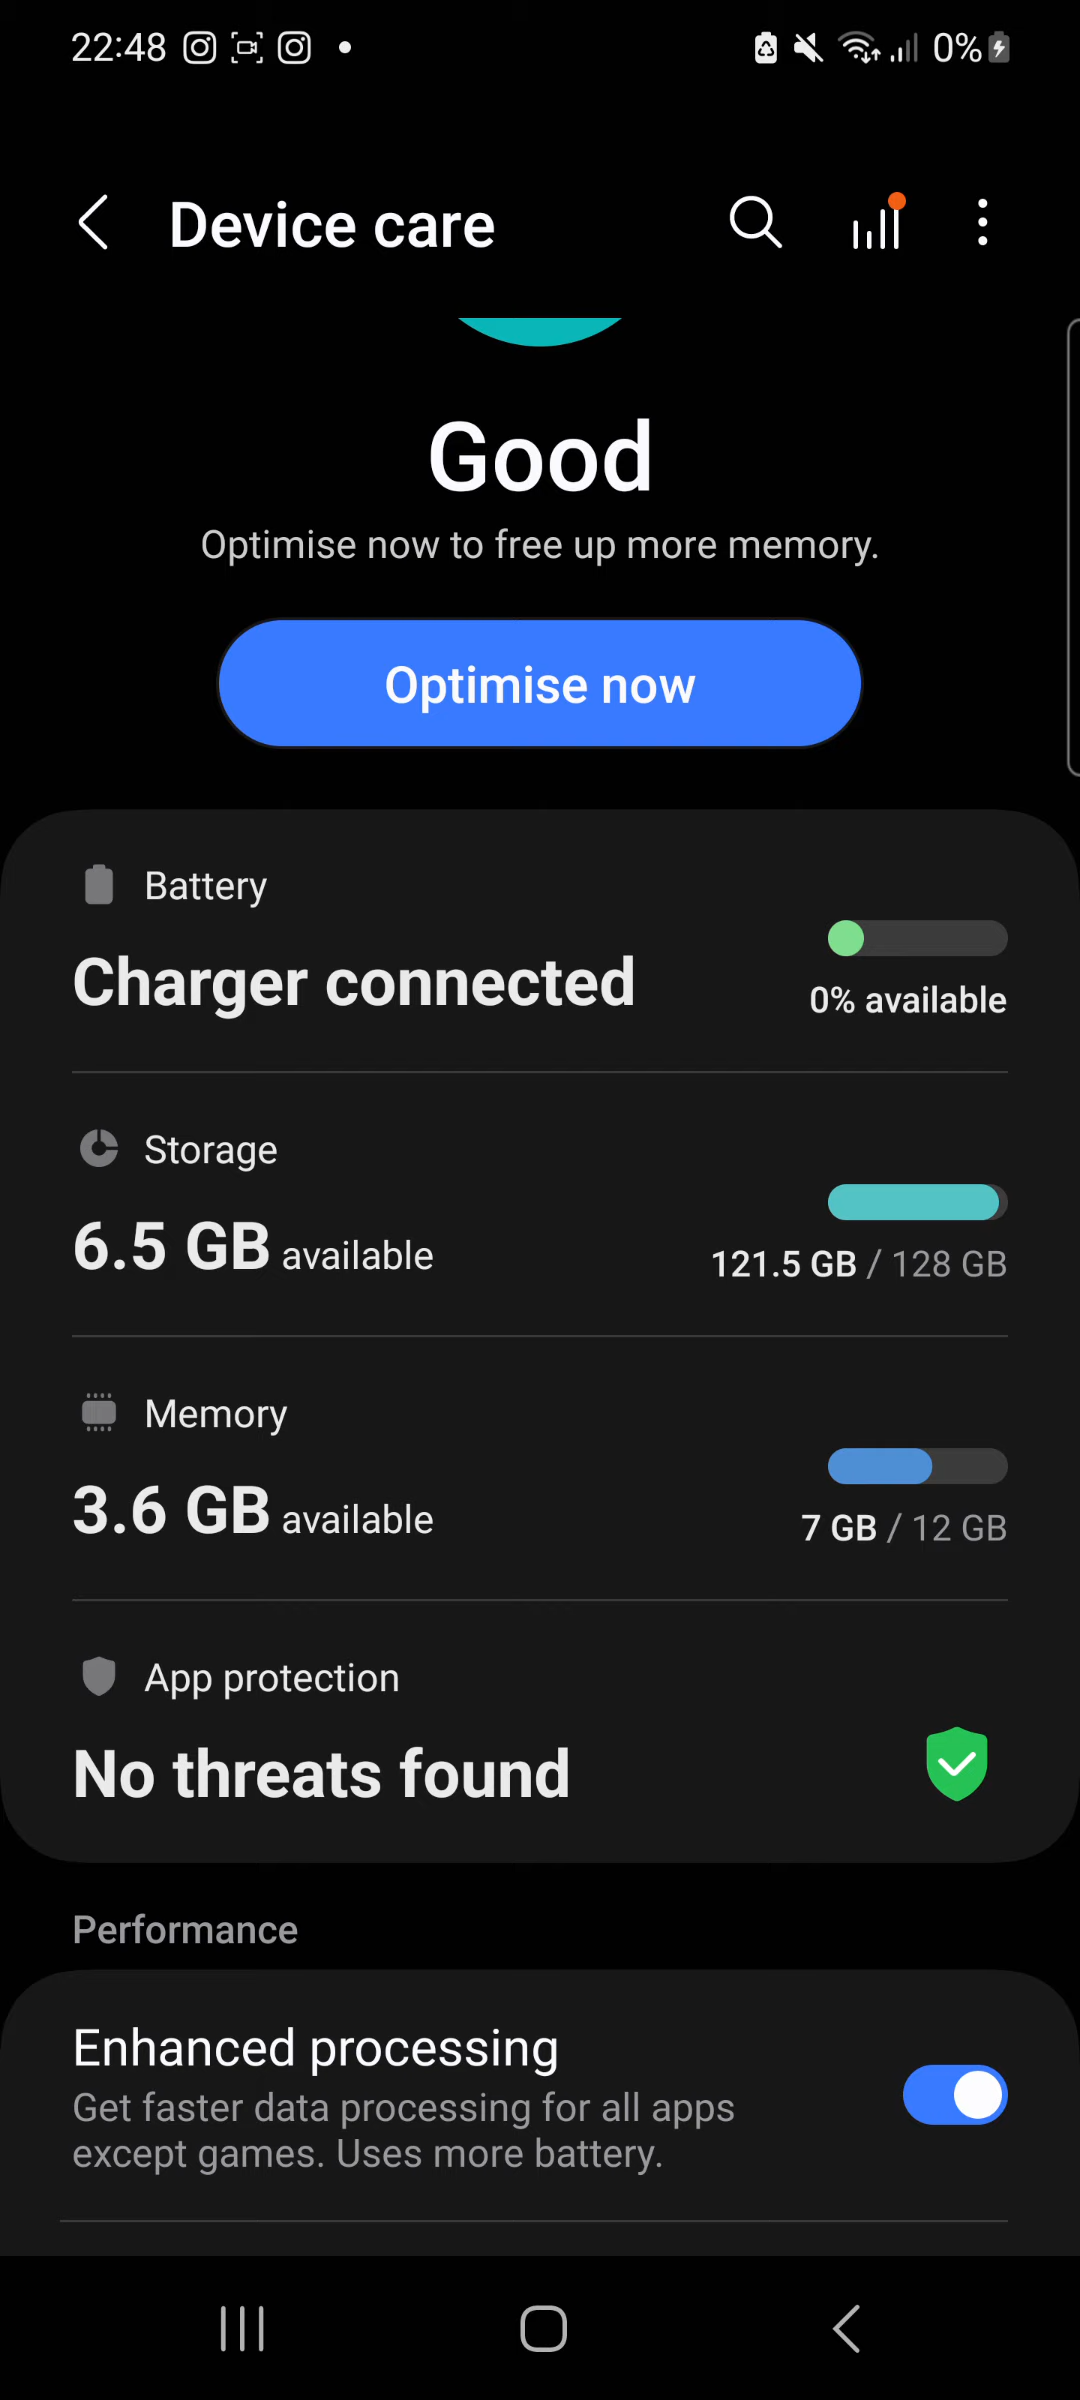 22:48 0%
Device care
Good
Optimise now to free up more memory.
Optimise now
Battery
Charger connected
0% available
Storage
6.5 GB available
121.5 GB / 128 GB
Memory
3.6 GB available
7 GB / 12 GB
App protection
No threats found
Performance
Enhanced processing
Get faster data processing for all apps
except games. Uses more battery.